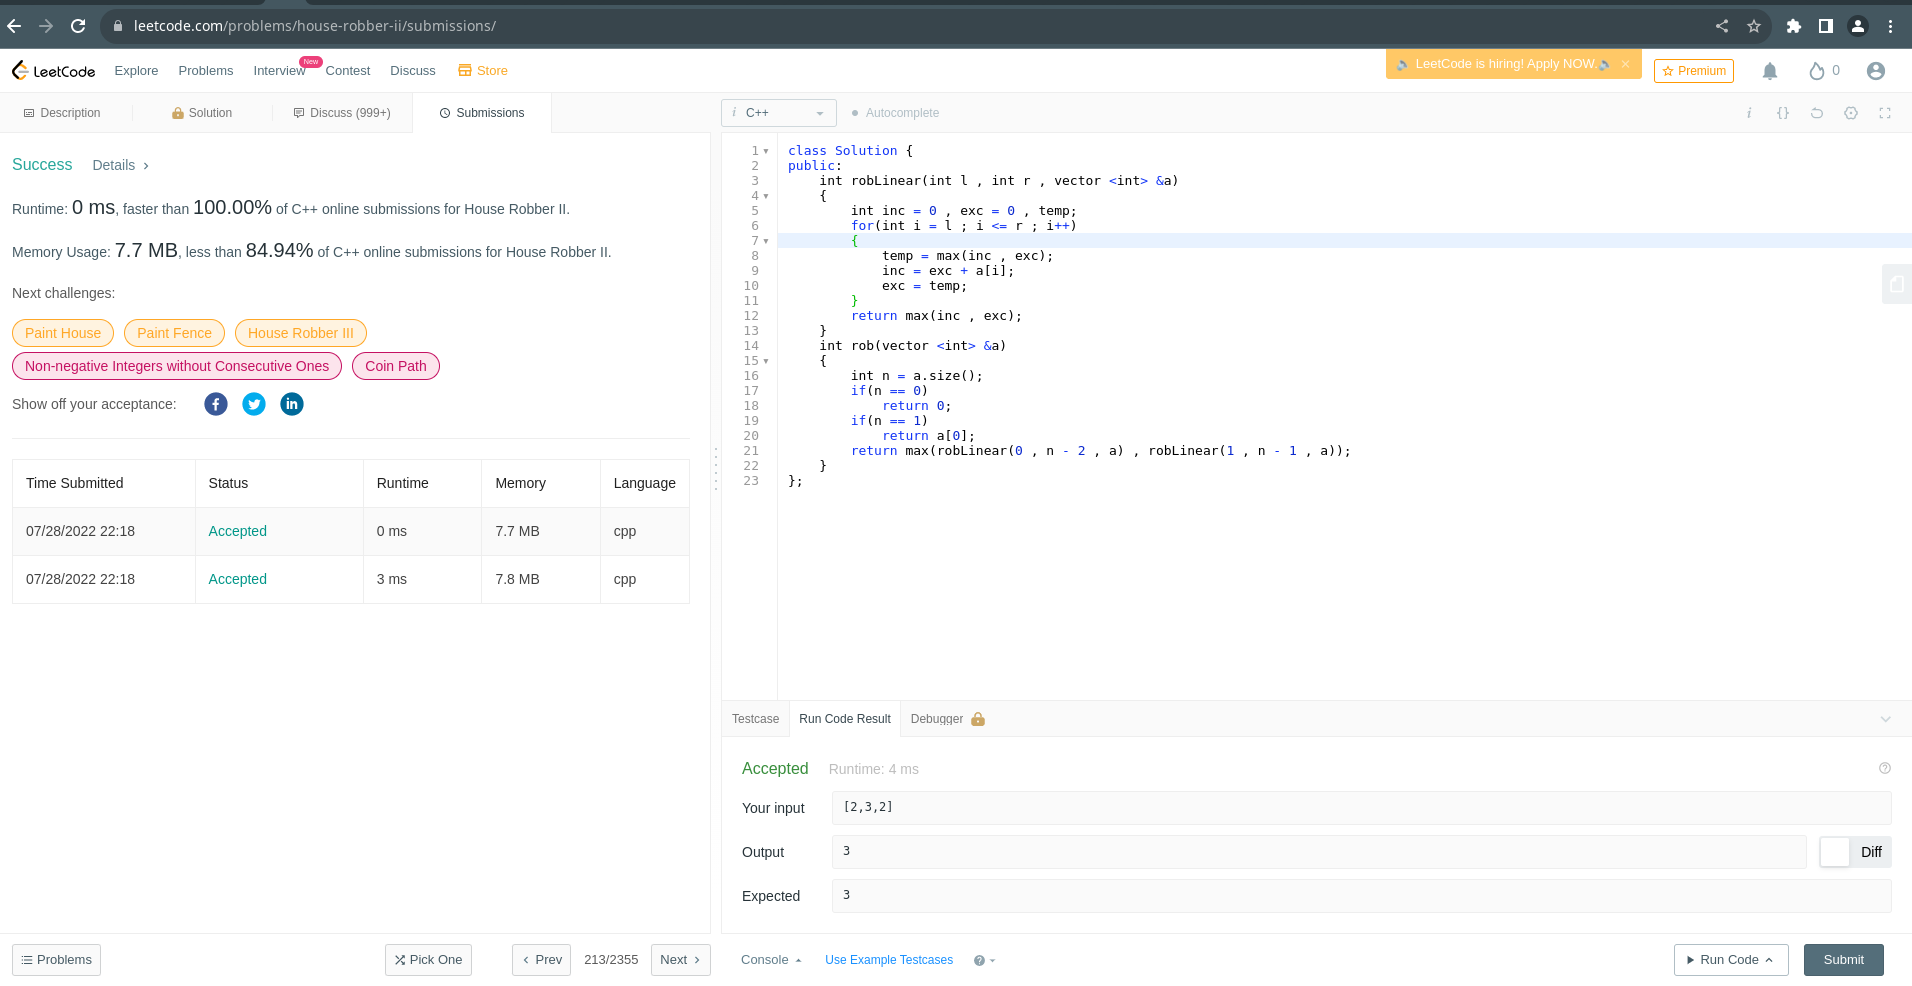 leetcode.com/problems/house-robber-ii/submissions/
LeetCode Explore Problems Interview New Contest Discuss Store
LeetCode is hiring! Apply NOW. Premium 0
Description Solution Discuss (999+) Submissions
i C++ Autocomplete i {}
Success Details
Runtime: 0 ms, faster than 100.00% of C++ online submissions for House Robber II.
Memory Usage: 7.7 MB, less than 84.94% of C++ online submissions for House Robber II.
Next challenges:
Paint House Paint Fence House Robber III
Non-negative Integers without Consecutive Ones Coin Path
Show off your acceptance:
Time Submitted Status Runtime Memory Language
07/28/2022 22:18 Accepted 0 ms 7.7 MB cpp
07/28/2022 22:18 Accepted 3 ms 7.8 MB cpp
1 class Solution {
2 public:
3 int robLinear(int l , int r , vector <int> &a)
4 {
5 int inc = 0 , exc = 0 , temp;
6 for(int i = l ; i <= r ; i++)
7 {
8 temp = max(inc , exc);
9 inc = exc + a[i];
10 exc = temp;
11 }
12 return max(inc , exc);
13 }
14 int rob(vector <int> &a)
15 {
16 int n = a.size();
17 if(n == 0)
18 return 0;
19 if(n == 1)
20 return a[0];
21 return max(robLinear(0 , n - 2 , a) , robLinear(1 , n - 1 , a));
22 }
23 };
Testcase Run Code Result Debugger
Accepted Runtime: 4 ms
Your input [2,3,2]
Output 3 Diff
Expected 3
Problems Pick One Prev 213/2355 Next
Console Use Example Testcases Run Code Submit